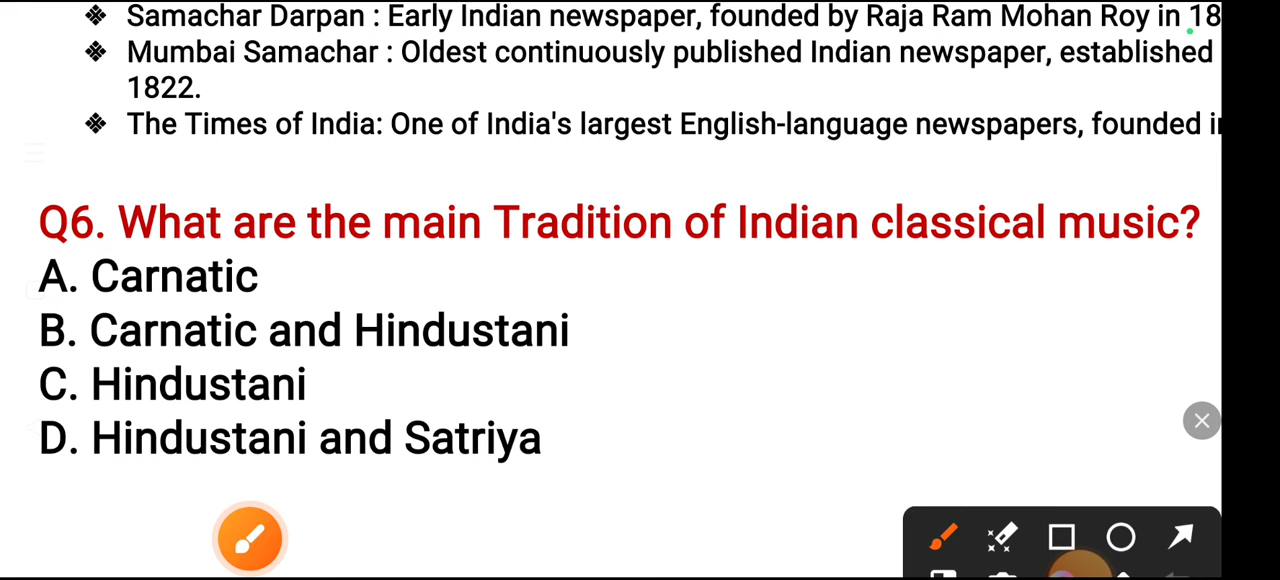 ❖ Samachar Darpan : Early Indian newspaper, founded by Raja Ram Mohan Roy in 18
❖ Mumbai Samachar : Oldest continuously published Indian newspaper, established
1822.
❖ The Times of India: One of India's largest English-language newspapers, founded
Q6. What are the main Tradition of Indian classical music?
A. Carnatic
B. Carnatic and Hindustani
C. Hindustani
D. Hindustani and Satriya